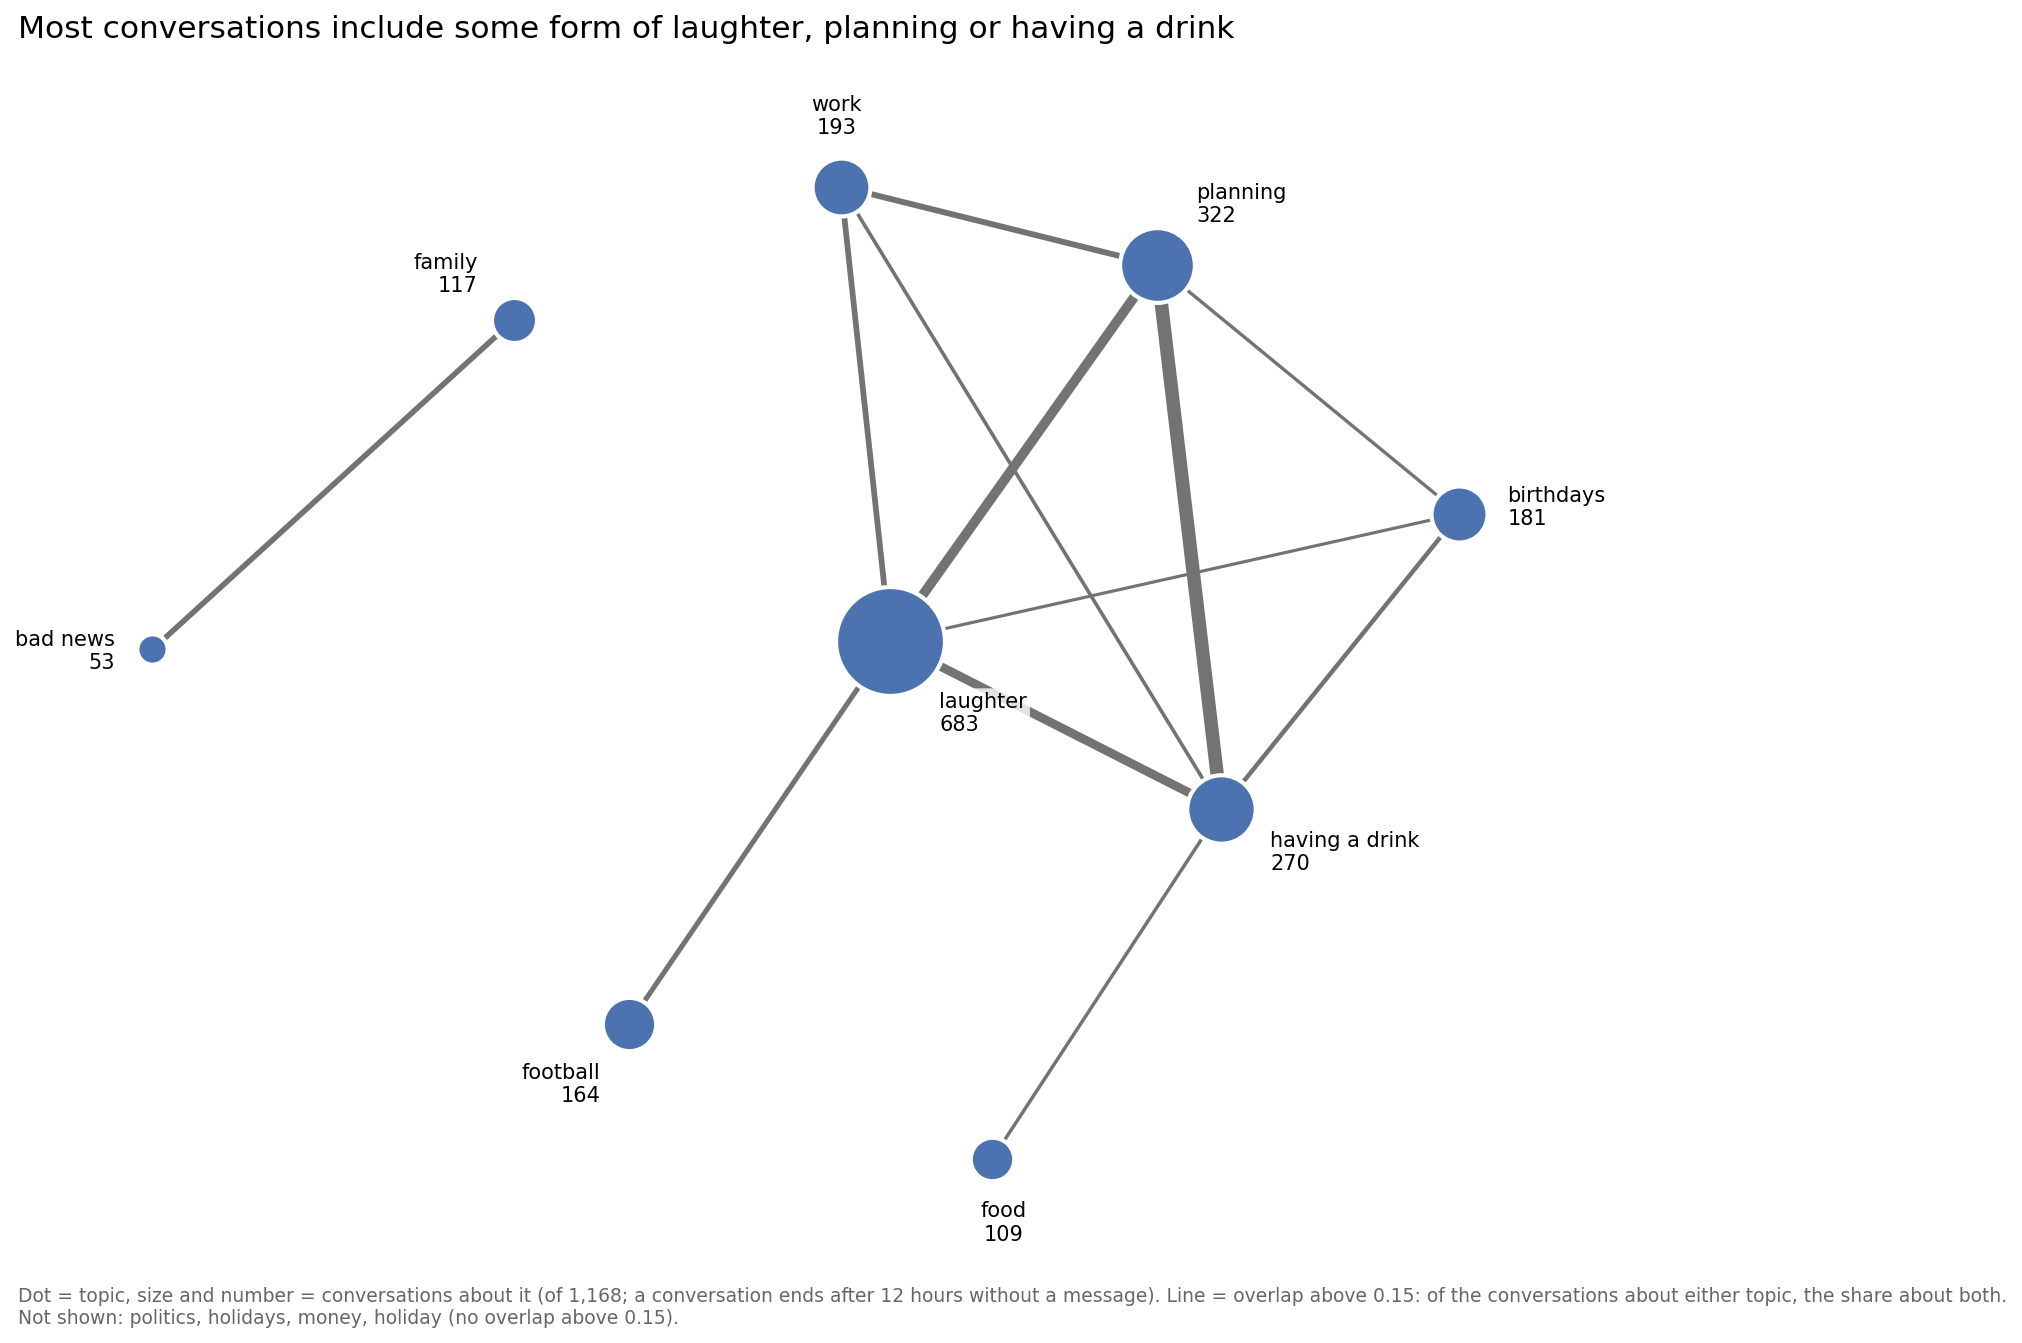 Most conversations include some form of laughter, planning or having a drink
work
193
planning
322
family
117
birthdays
181
bad news
53
laughter
683
having a drink
270
football
164
food
109
Dot = topic, size and number = conversations about it (of 1,168; a conversation ends after 12 hours without a message). Line = overlap above 0.15: of the conversations about either topic, the share about both.
Not shown: politics, holidays, money, holiday (no overlap above 0.15).